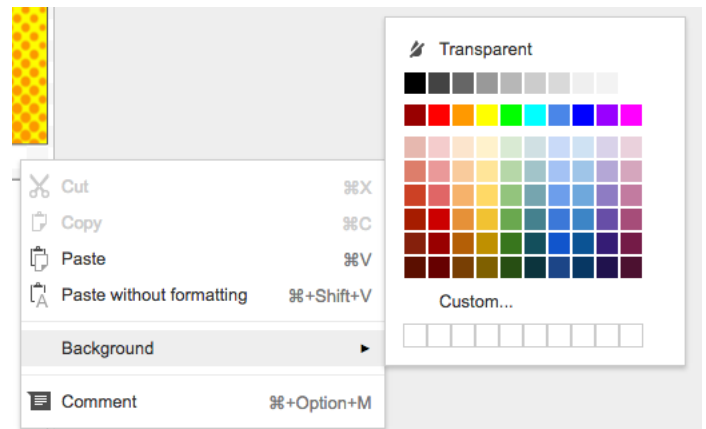 Transparent
Cut ⌘X
Copy ⌘C
Paste ⌘V
Paste without formatting ⌘+Shift+V
Custom...
Background ►
Comment ⌘+Option+M